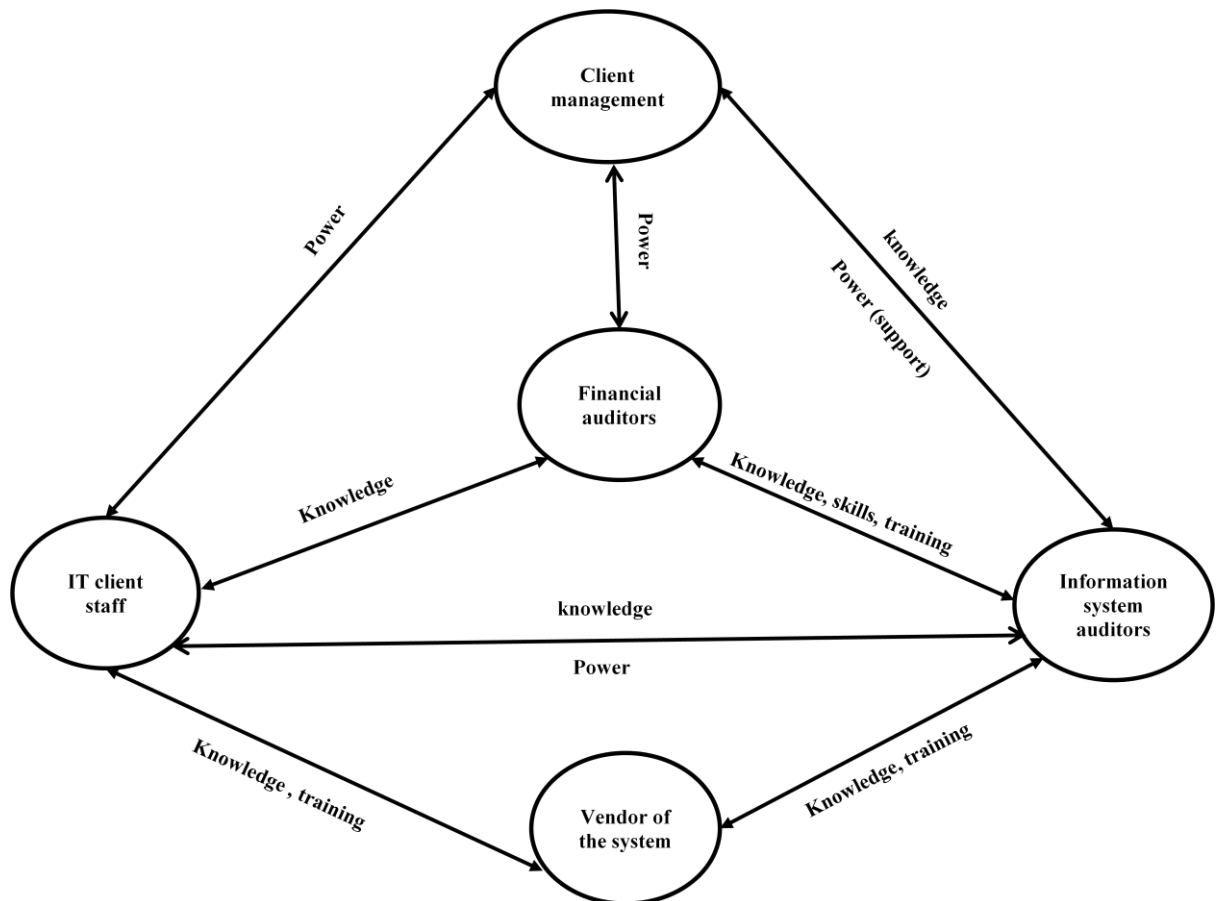 Client
management
Power
Power
knowledge
Power (support)
Financial
auditors
Knowledge
Knowledge, skills, training
IT client
staff
knowledge
Power
Information
system
auditors
Knowledge , training
Knowledge, training
Vendor of
the system